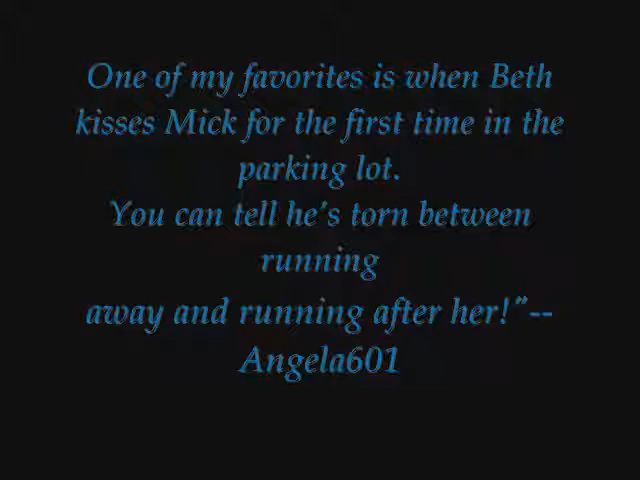 One of my favorites is when Beth
kisses Mick for the first time in the
parking lot.
You can tell he's torn between
running
away and running after her!"--
Angela601